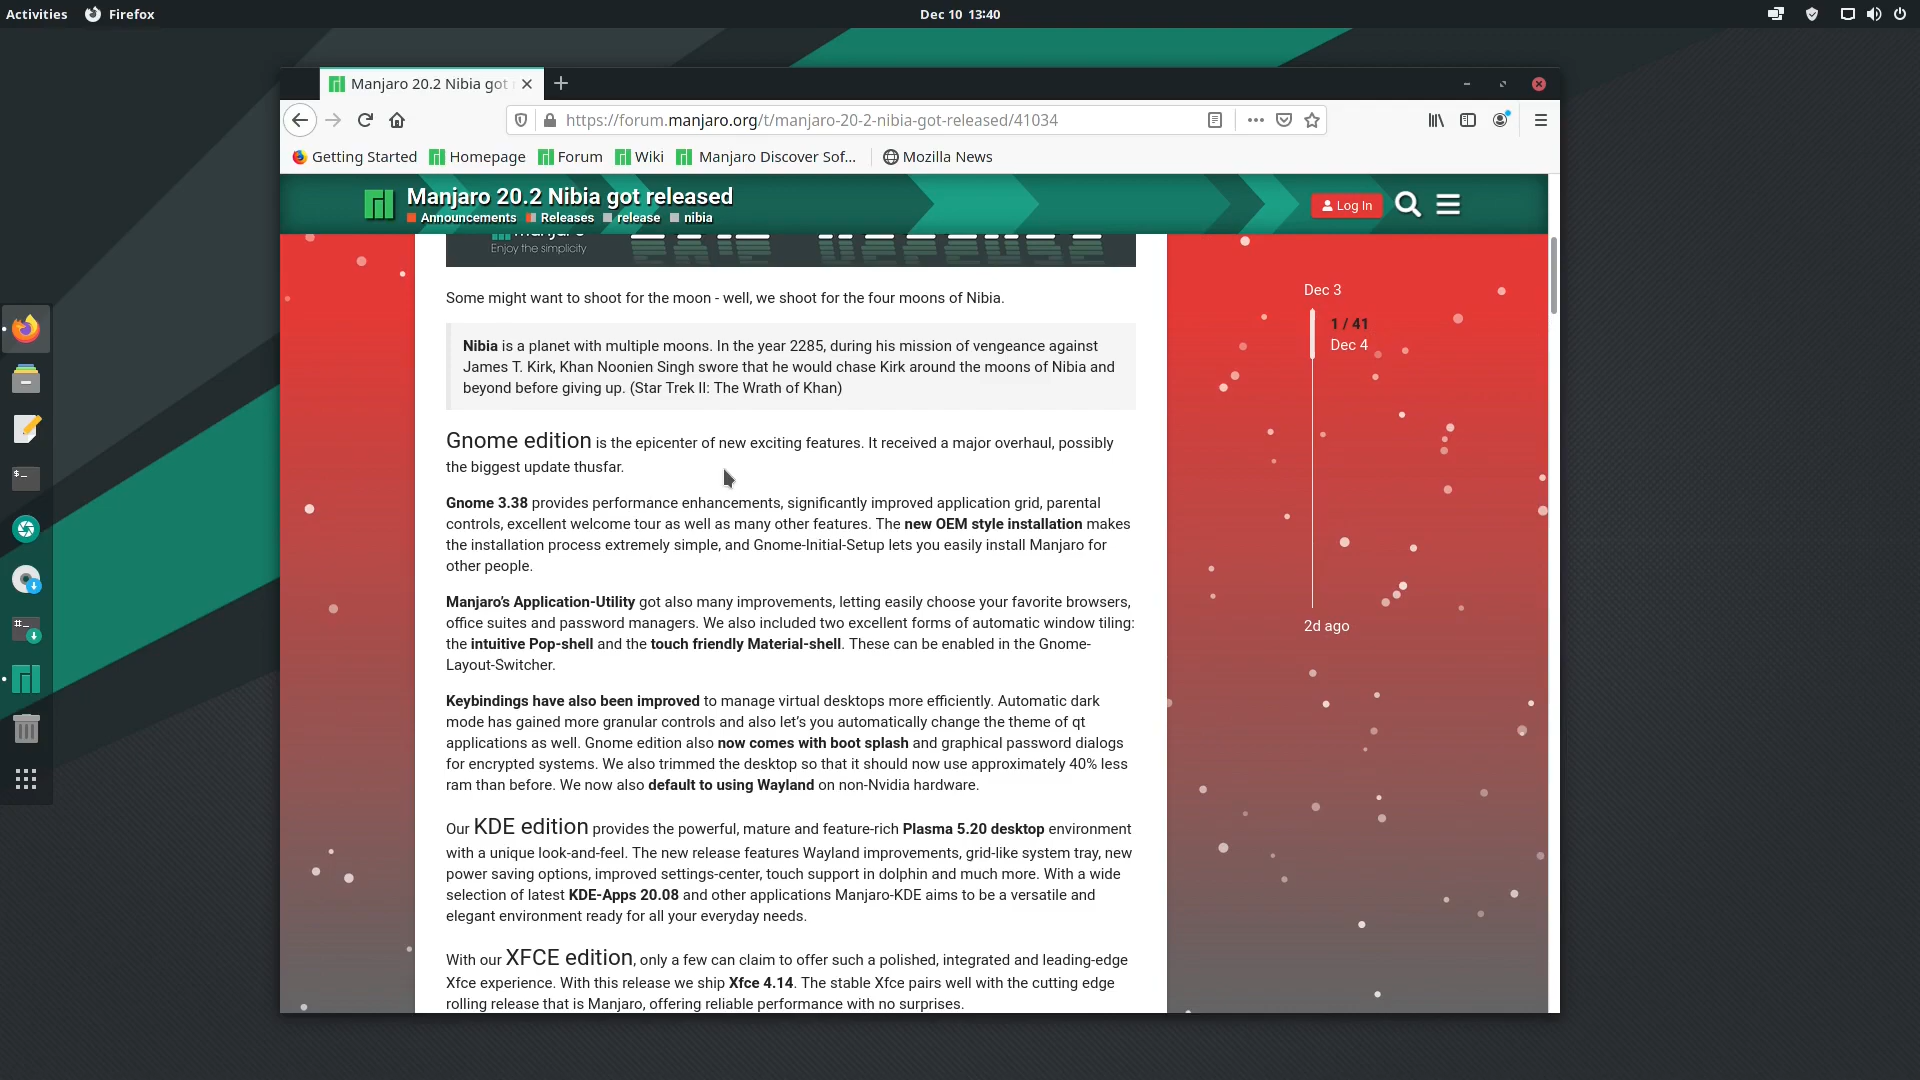 Activities Firefox Dec 10 13:40
Manjaro 20.2 Nibia got
https://forum.manjaro.org/t/manjaro-20-2-nibia-got-released/41034
Getting Started Homepage Forum Wiki Manjaro Discover Sof... Mozilla News
Manjaro 20.2 Nibia got released
Announcements Releases release nibia
Log In
Enjoy the simplicity
Some might want to shoot for the moon - well, we shoot for the four moons of Nibia.
Nibia is a planet with multiple moons. In the year 2285, during his mission of vengeance against
James T. Kirk, Khan Noonien Singh swore that he would chase Kirk around the moons of Nibia and
beyond before giving up. (Star Trek II: The Wrath of Khan)
Gnome edition is the epicenter of new exciting features. It received a major overhaul, possibly
the biggest update thusfar.
Gnome 3.38 provides performance enhancements, significantly improved application grid, parental
controls, excellent welcome tour as well as many other features. The new OEM style installation makes
the installation process extremely simple, and Gnome-Initial-Setup lets you easily install Manjaro for
other people.
Manjaro’s Application-Utility got also many improvements, letting easily choose your favorite browsers,
office suites and password managers. We also included two excellent forms of automatic window tiling:
the intuitive Pop-shell and the touch friendly Material-shell. These can be enabled in the Gnome-
Layout-Switcher.
Keybindings have also been improved to manage virtual desktops more efficiently. Automatic dark
mode has gained more granular controls and also let’s you automatically change the theme of qt
applications as well. Gnome edition also now comes with boot splash and graphical password dialogs
for encrypted systems. We also trimmed the desktop so that it should now use approximately 40% less
ram than before. We now also default to using Wayland on non-Nvidia hardware.
Our KDE edition provides the powerful, mature and feature-rich Plasma 5.20 desktop environment
with a unique look-and-feel. The new release features Wayland improvements, grid-like system tray, new
power saving options, improved settings-center, touch support in dolphin and much more. With a wide
selection of latest KDE-Apps 20.08 and other applications Manjaro-KDE aims to be a versatile and
elegant environment ready for all your everyday needs.
With our XFCE edition, only a few can claim to offer such a polished, integrated and leading-edge
Xfce experience. With this release we ship Xfce 4.14. The stable Xfce pairs well with the cutting edge
rolling release that is Manjaro, offering reliable performance with no surprises.
Dec 3
1 / 41
Dec 4
2d ago